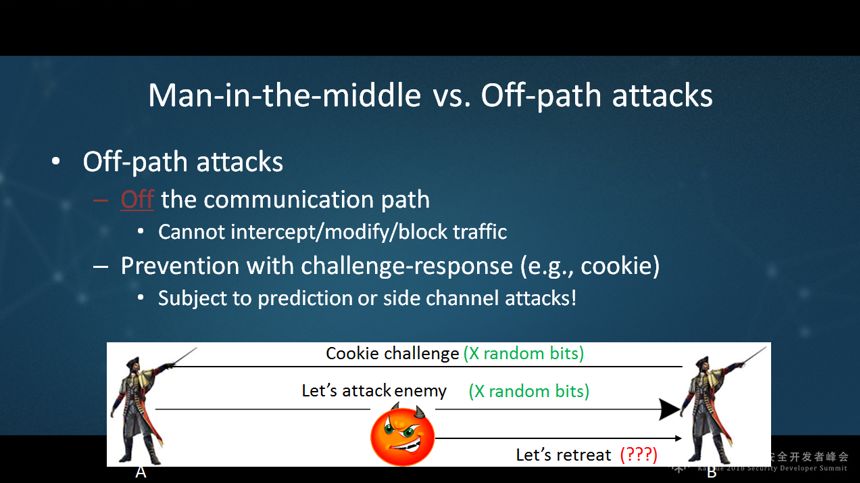 Man-in-the-middle vs. Off-path attacks
• Off-path attacks
– Off the communication path
• Cannot intercept/modify/block traffic
– Prevention with challenge-response (e.g., cookie)
• Subject to prediction or side channel attacks!
Cookie challenge (X random bits)
Let's attack enemy (X random bits)
Let's retreat (???)
A
B
安全开发者峰会
2018 Security Developer Summit